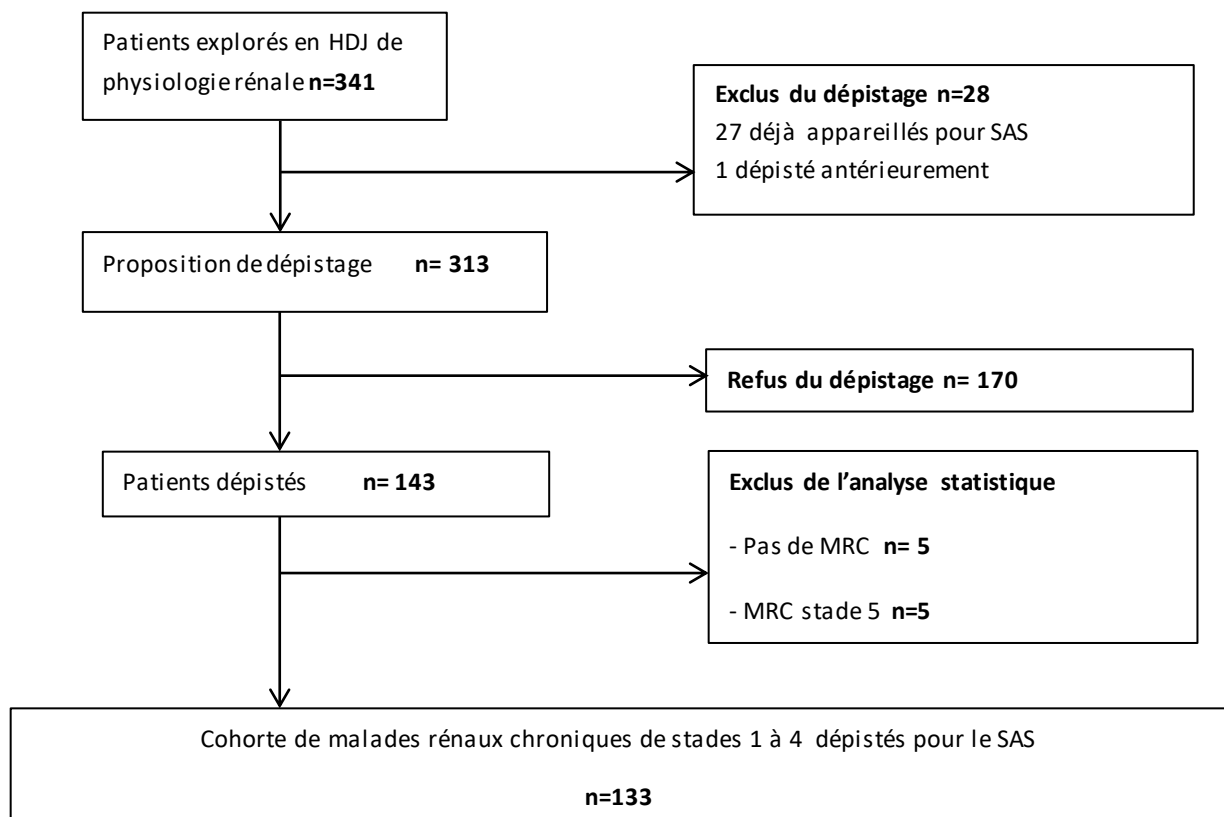 Patients explorés en HDJ de
physiologie rénale n=341
Exclus du dépistage n=28
27 déjà appareillés pour SAS
1 dépisté antérieurement
Proposition de dépistage n= 313
Refus du dépistage n= 170
Patients dépistés n= 143
Exclus de l’analyse statistique
- Pas de MRC n= 5
- MRC stade 5 n=5
Cohorte de malades rénaux chroniques de stades 1 à 4 dépistés pour le SAS
n=133